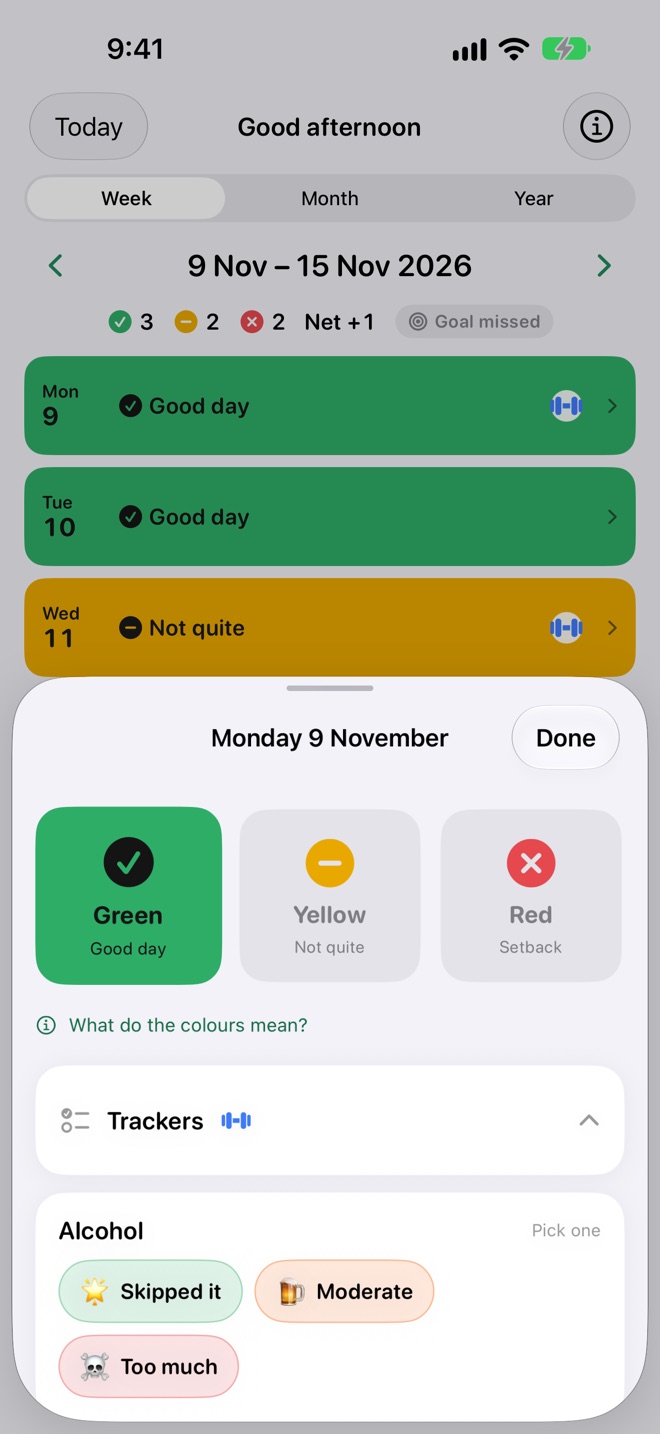 9:41
Today
Good afternoon
Week Month Year
9 Nov – 15 Nov 2026
3 2 2 Net +1 Goal missed
Mon
9
Good day
Tue
10
Good day
Wed
11
Not quite
Monday 9 November
Done
Green
Good day
Yellow
Not quite
Red
Setback
What do the colours mean?
Trackers
Alcohol
Pick one
Skipped it
Moderate
Too much